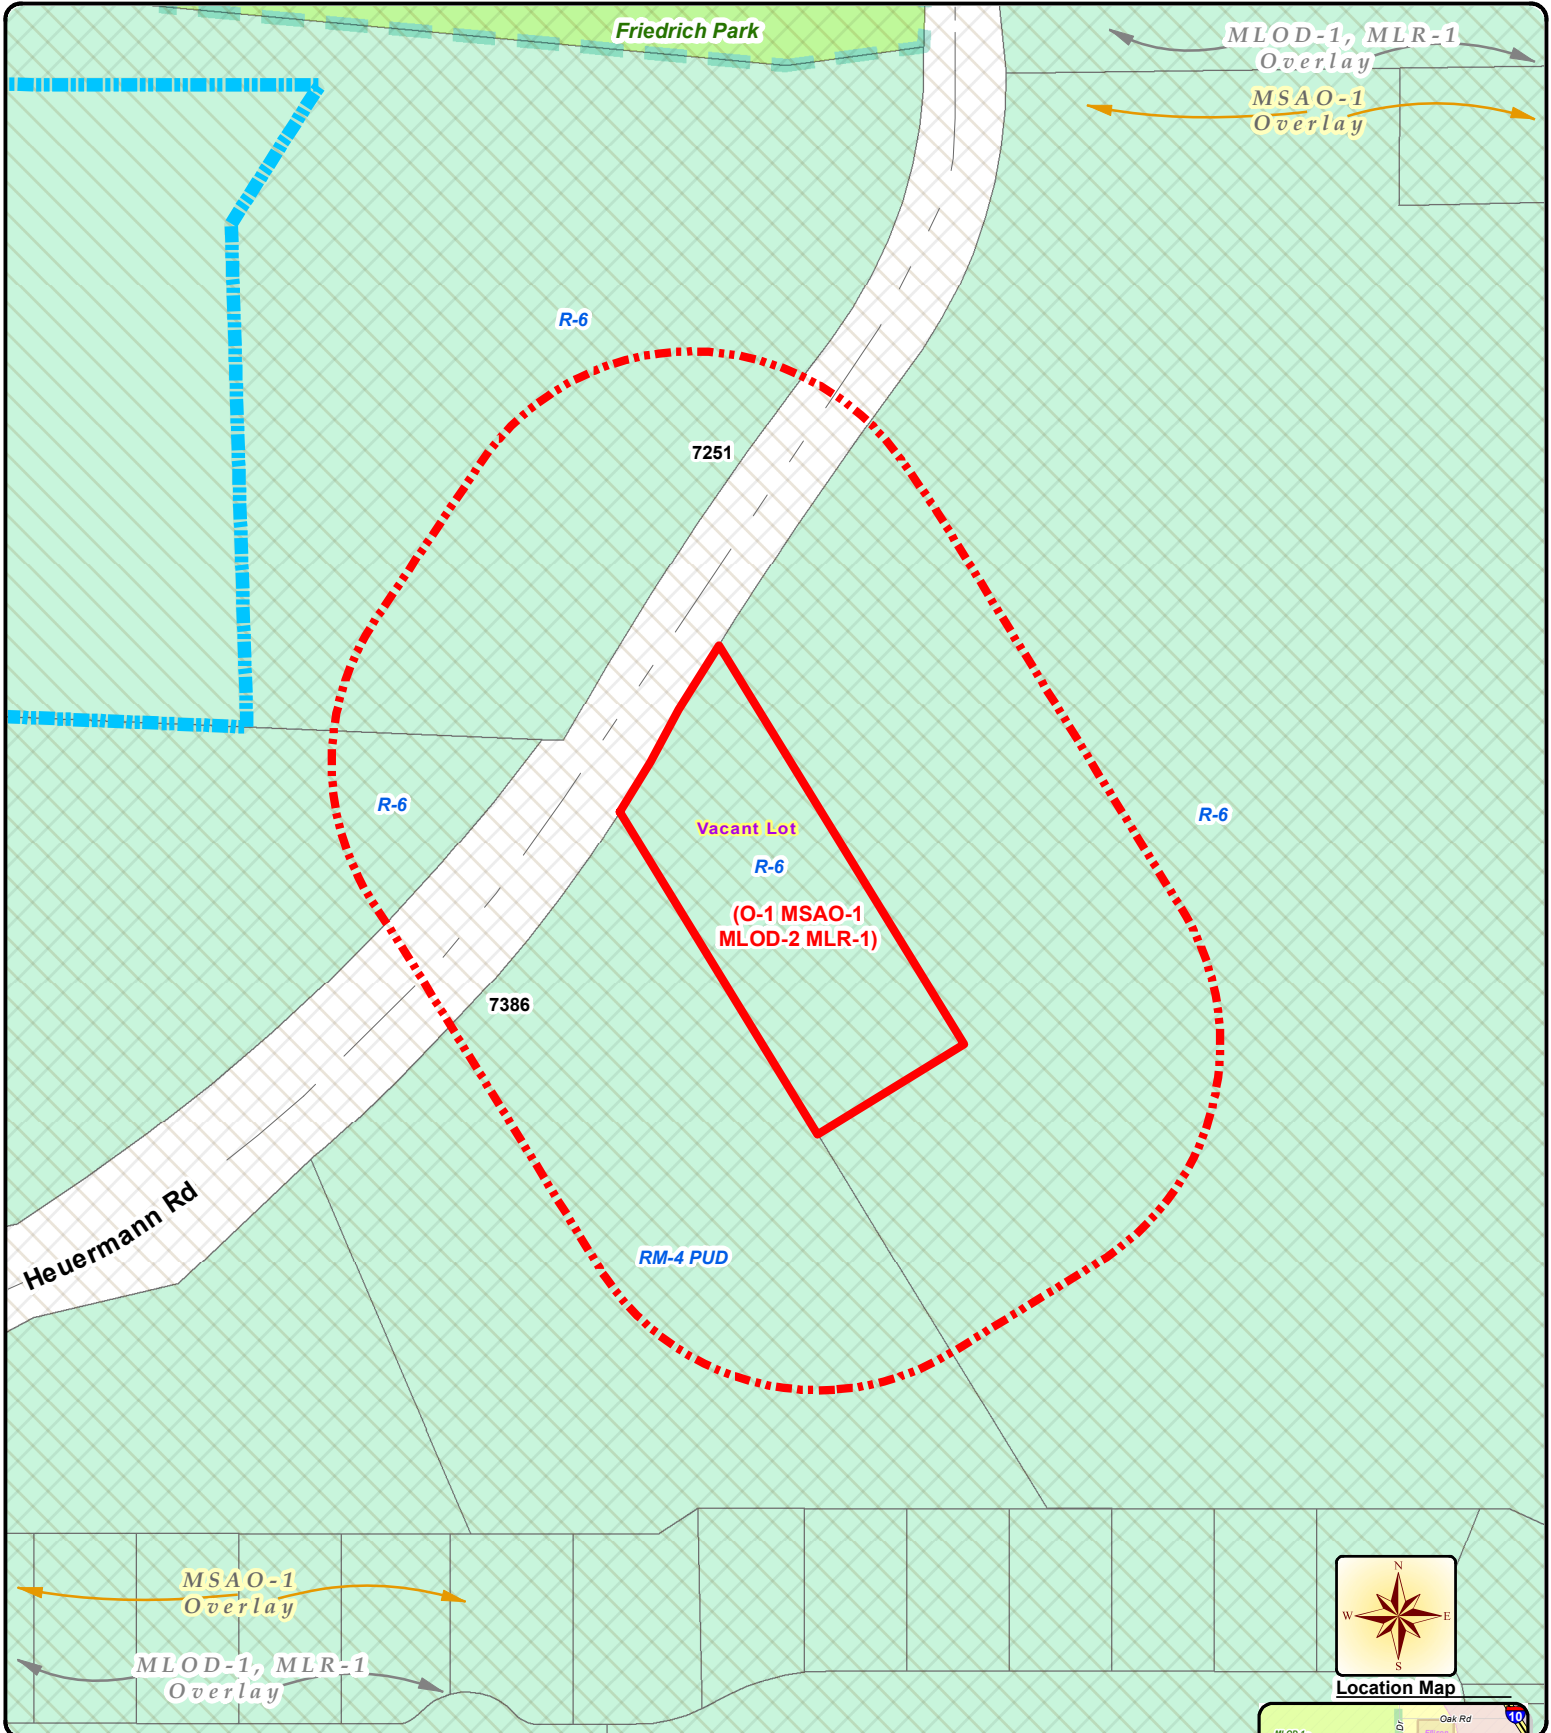 Friedrich Park
MLOD-1, MLR-1
Overlay
MSAO-1
Overlay
R-6
7251
R-6
R-6
Vacant Lot
R-6
(O-1 MSAO-1
MLOD-2 MLR-1)
7386
Heuermann Rd
RM-4 PUD
MSAO-1
Overlay
MLOD-1, MLR-1
Overlay
N
W
E
S
Location Map
Oak Rd
10
Dr